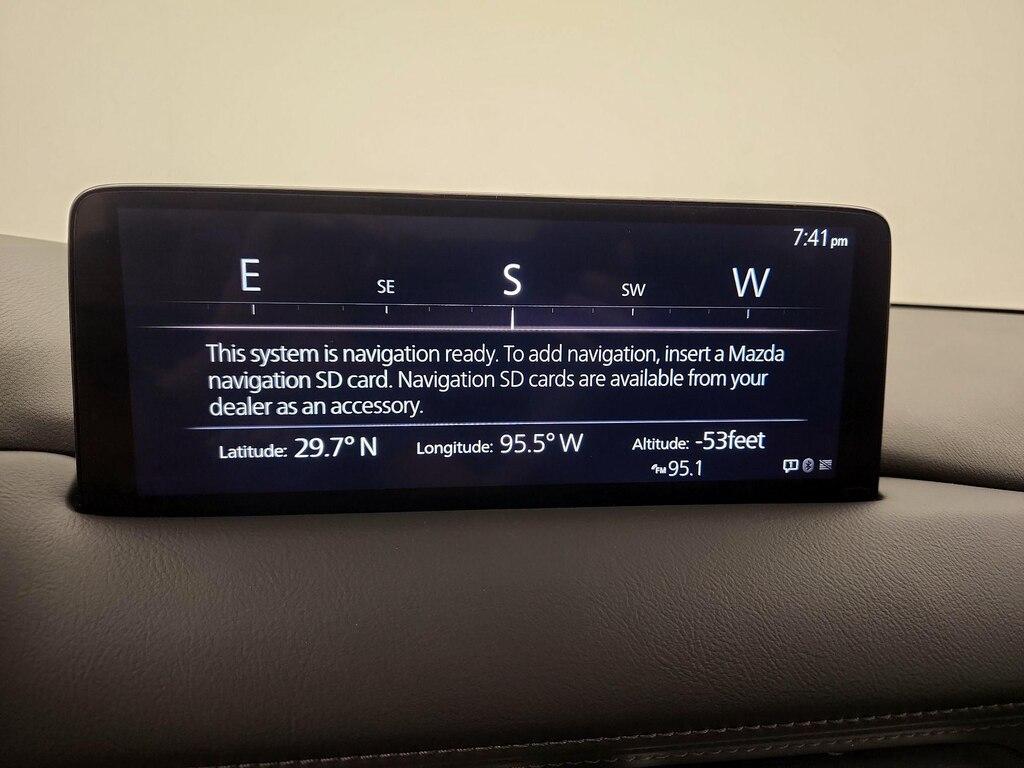 7:41 pm
E SE S SW W
This system is navigation ready. To add navigation, insert a Mazda
navigation SD card. Navigation SD cards are available from your
dealer as an accessory.
Latitude: 29.7° N Longitude: 95.5° W Altitude: -53feet
FM 95.1